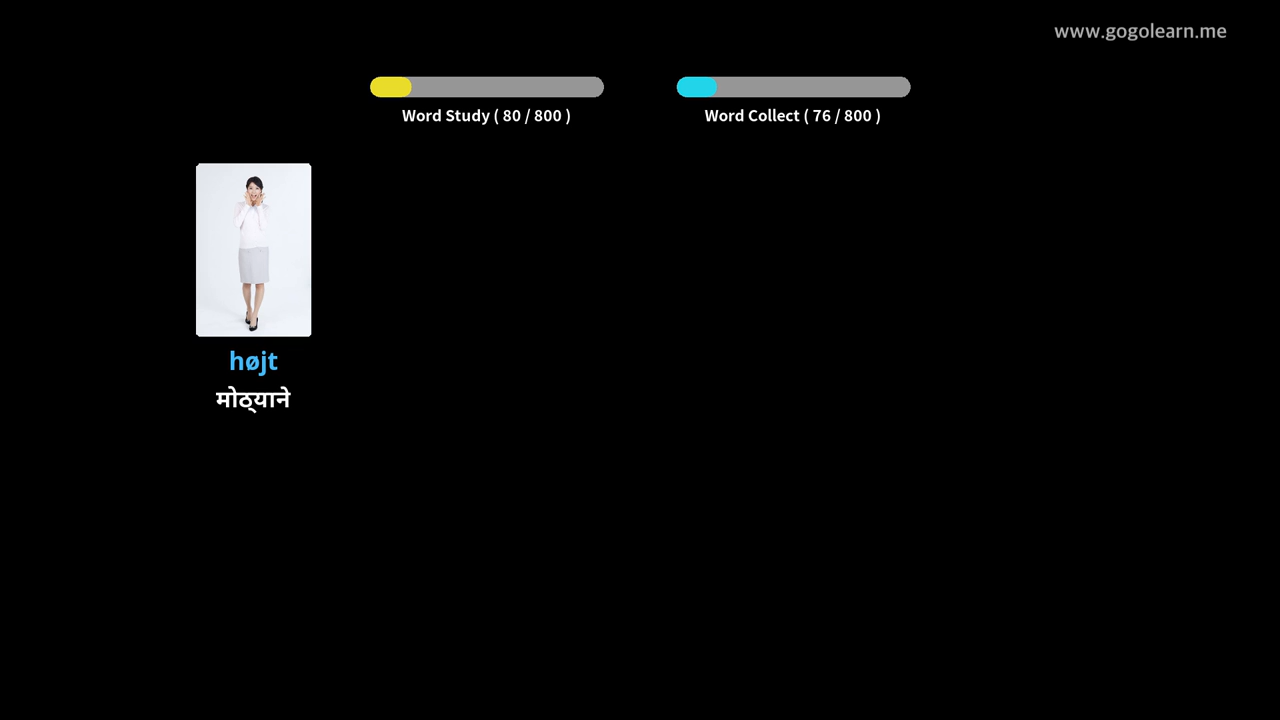 www.gogolearn.me
Word Study ( 80 / 800 )
Word Collect ( 76 / 800 )
højt
मोठ्याने